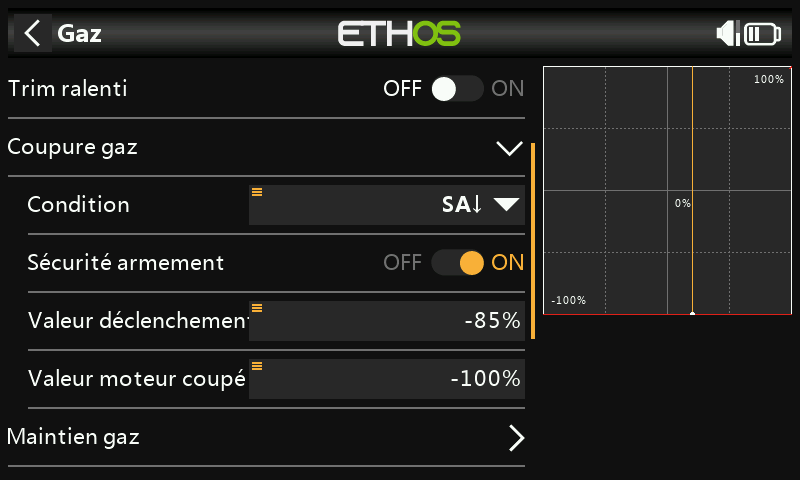 Gaz
ETHOS
Trim ralenti OFF ON
Coupure gaz
Condition SA↓
Sécurité armement OFF ON
Valeur déclenchement -85%
Valeur moteur coupé -100%
Maintien gaz
100%
0%
-100%